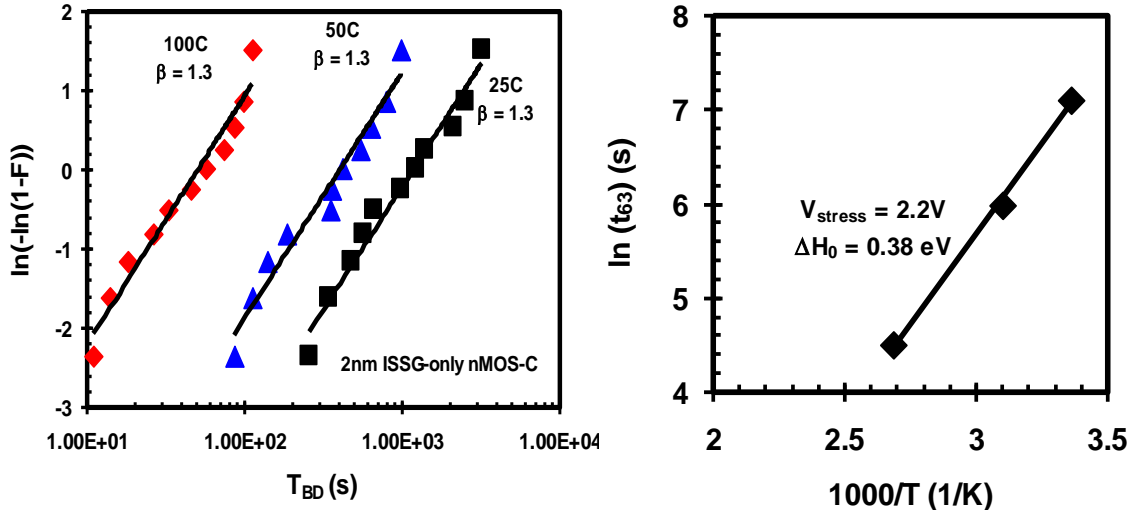 100C
β = 1.3
50C
β = 1.3
25C
β = 1.3
2nm ISSG-only nMOS-C
ln(-ln(1-F))
2
1
0
-1
-2
-3
1.00E+01
1.00E+02
1.00E+03
1.00E+04
T_BD (s)
8
7
6
5
4
ln (t63) (s)
V_stress = 2.2V
ΔH₀ = 0.38 eV
2
2.5
3
3.5
1000/T (1/K)